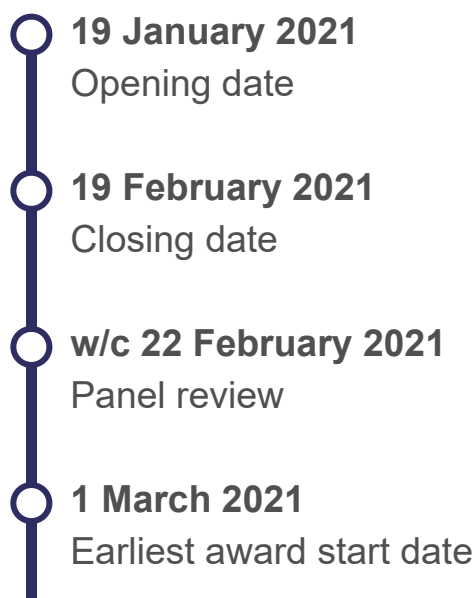 19 January 2021
Opening date
19 February 2021
Closing date
w/c 22 February 2021
Panel review
1 March 2021
Earliest award start date